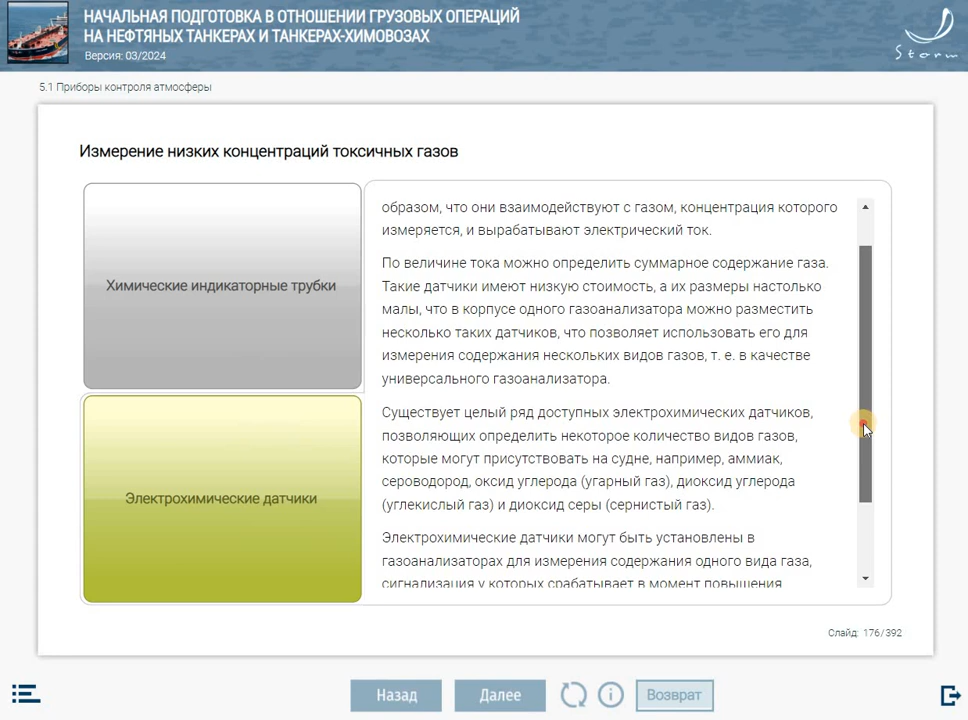 НАЧАЛЬНАЯ ПОДГОТОВКА В ОТНОШЕНИИ ГРУЗОВЫХ ОПЕРАЦИЙ
НА НЕФТЯНЫХ ТАНКЕРАХ И ТАНКЕРАХ-ХИМОВОЗАХ
Версия: 03/2024
Storm
5.1 Приборы контроля атмосферы
Измерение низких концентраций токсичных газов
Химические индикаторные трубки
Электрохимические датчики
образом, что они взаимодействуют с газом, концентрация которого
измеряется, и вырабатывают электрический ток.
По величине тока можно определить суммарное содержание газа.
Такие датчики имеют низкую стоимость, а их размеры настолько
малы, что в корпусе одного газоанализатора можно разместить
несколько таких датчиков, что позволяет использовать его для
измерения содержания нескольких видов газов, т. е. в качестве
универсального газоанализатора.
Существует целый ряд доступных электрохимических датчиков,
позволяющих определить некоторое количество видов газов,
которые могут присутствовать на судне, например, аммиак,
сероводород, оксид углерода (угарный газ), диоксид углерода
(углекислый газ) и диоксид серы (сернистый газ).
Электрохимические датчики могут быть установлены в
газоанализаторах для измерения содержания одного вида газа,
сигнализация у которых срабатывает в момент повышения
Слайд: 176/392
Назад
Далее
Возврат